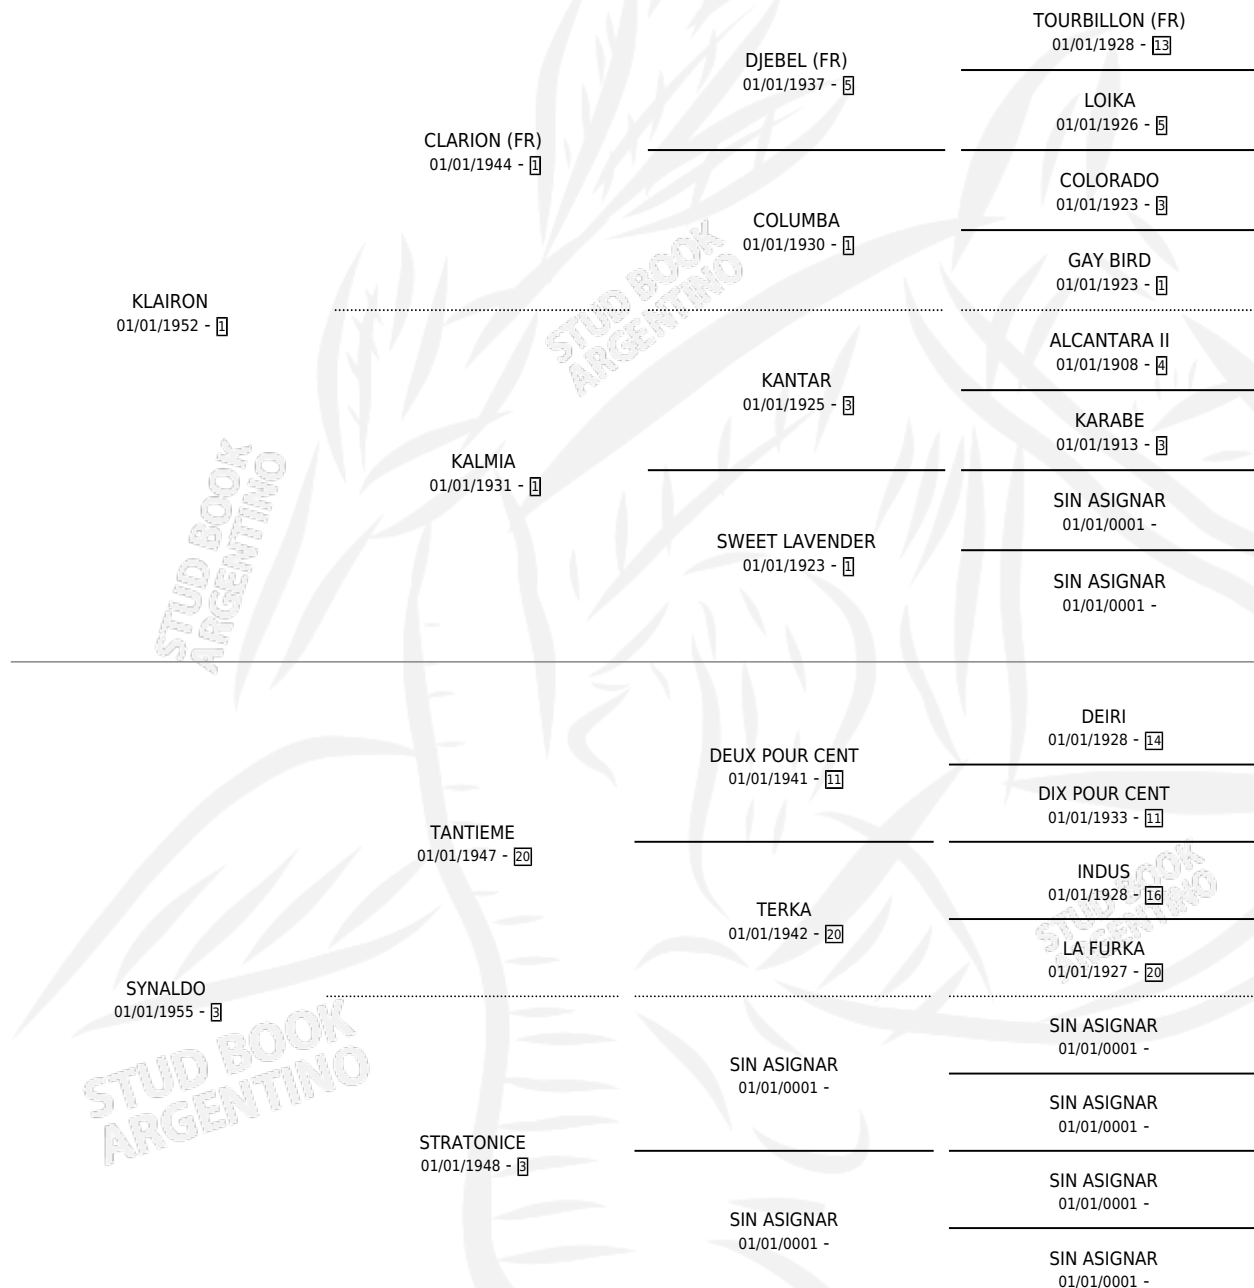 TOURBILLON (FR)
01/01/1928 - 13
DJEBEL (FR)
01/01/1937 - 5
LOIKA
01/01/1926 - 5
CLARION (FR)
01/01/1944 - 1
COLORADO
01/01/1923 - 3
COLUMBA
01/01/1930 - 1
GAY BIRD
01/01/1923 - 1
KLAIRON
01/01/1952 - 1
ALCANTARA II
01/01/1908 - 4
KANTAR
01/01/1925 - 3
KARABE
01/01/1913 - 3
KALMIA
01/01/1931 - 1
SIN ASIGNAR
01/01/0001 -
SWEET LAVENDER
01/01/1923 - 1
SIN ASIGNAR
01/01/0001 -
DEIRI
01/01/1928 - 14
DEUX POUR CENT
01/01/1941 - 11
DIX POUR CENT
01/01/1933 - 11
TANTIEME
01/01/1947 - 20
INDUS
01/01/1928 - 16
TERKA
01/01/1942 - 20
LA FURKA
01/01/1927 - 20
SYNALDO
01/01/1955 - 3
SIN ASIGNAR
01/01/0001 -
SIN ASIGNAR
01/01/0001 -
SIN ASIGNAR
01/01/0001 -
STRATONICE
01/01/1948 - 3
SIN ASIGNAR
01/01/0001 -
SIN ASIGNAR
01/01/0001 -
SIN ASIGNAR
01/01/0001 -
STUD BOOK
ARGENTINO
STUD BOOK
ARGENTINO
STUD BOOK
ARGENTINO
STUD BOOK
ARGENTINO